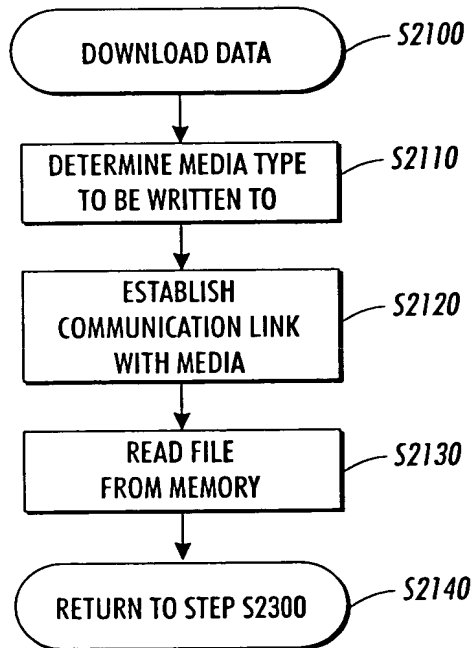 DOWNLOAD DATA
S2100
DETERMINE MEDIA TYPE
TO BE WRITTEN TO
S2110
ESTABLISH
COMMUNICATION LINK
WITH MEDIA
S2120
READ FILE
FROM MEMORY
S2130
RETURN TO STEP S2300
S2140